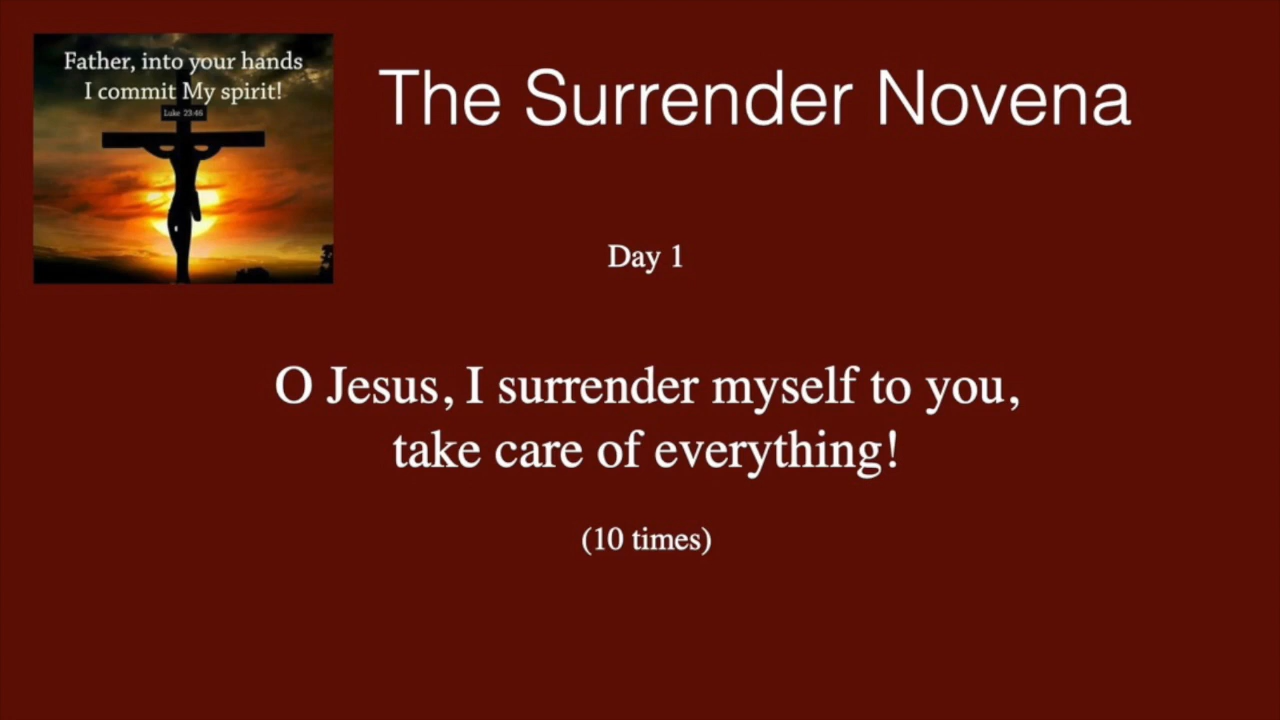 Father, into your hands
I commit My spirit!
Luke 23:46
The Surrender Novena
Day 1
O Jesus, I surrender myself to you,
take care of everything!
(10 times)